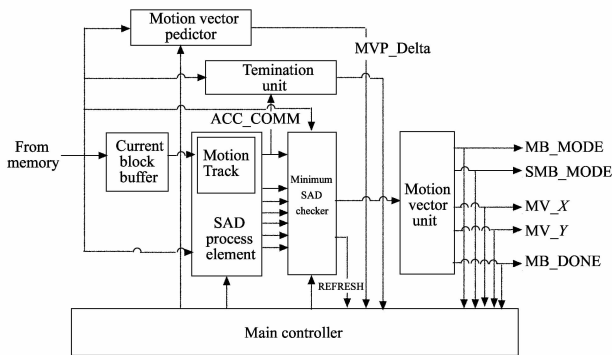 Motion vector
pedictor
MVP_Delta
Temination
unit
ACC_COMM
From
memory
Current
block
buffer
Motion
Track
SAD
process
element
Minimum
SAD
checker
REFRESH
Motion
vector
unit
MB_MODE
SMB_MODE
MV_X
MV_Y
MB_DONE
Main controller